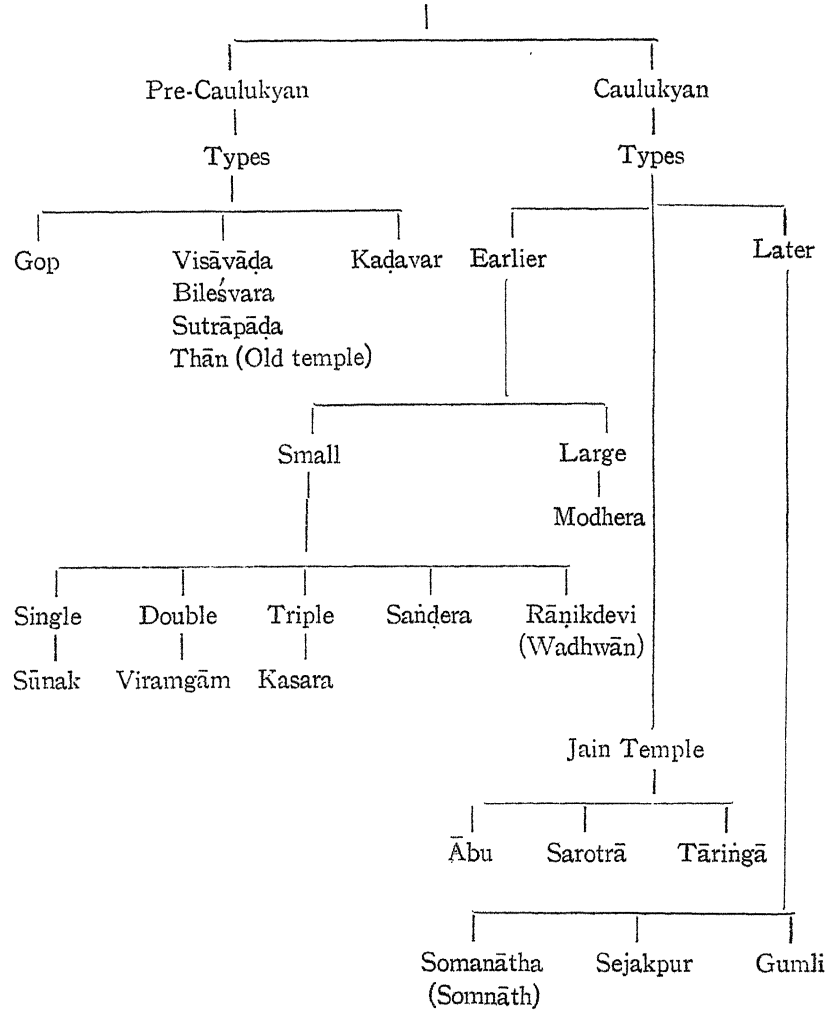 Pre-Caulukyan
Caulukyan
Types
Types
Gop
Visāvāḍa
Bileśvara
Sutrāpāḍa
Thān (Old temple)
Kaḍavar
Earlier
Later
Small
Large
Modhera
Single
Double
Triple
Saṅḍera
Rāṇikdevi
(Wadhwān)
Sūnak
Viramgām
Kasara
Jain Temple
Ābu
Sarotrā
Tāriṅgā
Somanātha
(Somnāth)
Sejakpur
Gumli